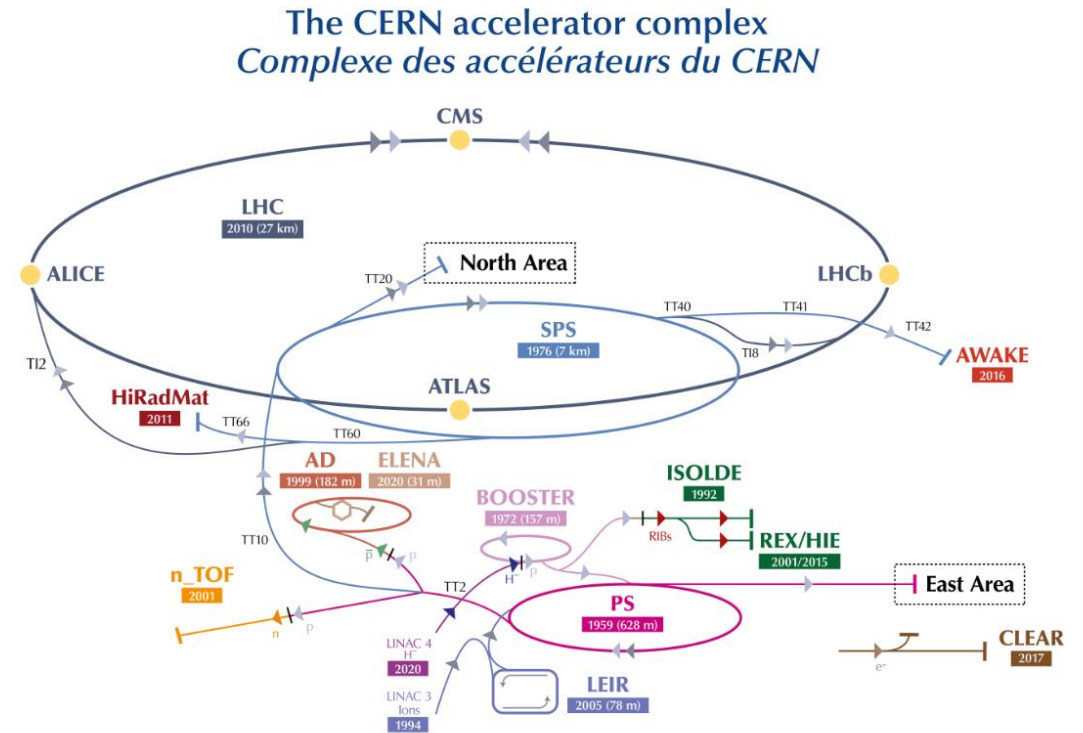 The CERN accelerator complex
Complexe des accélérateurs du CERN
CMS
LHC
2010 (27 km)
North Area
TT20
ALICE
LHCb
TT40
TT41
SPS
1976 (7 km)
TT42
TI8
TI2
AWAKE
2016
ATLAS
HiRadMat
2011
TT66
TT60
AD
1999 (182 m)
ELENA
2020 (31 m)
ISOLDE
1992
BOOSTER
1972 (157 m)
RIBs
REX/HIE
2001/2015
TT10
p̅
p
H⁻
p
n_TOF
2001
TT2
East Area
PS
1959 (628 m)
n
p
LINAC 4
H⁻
2020
CLEAR
2017
e⁻
LINAC 3
Ions
1994
LEIR
2005 (78 m)